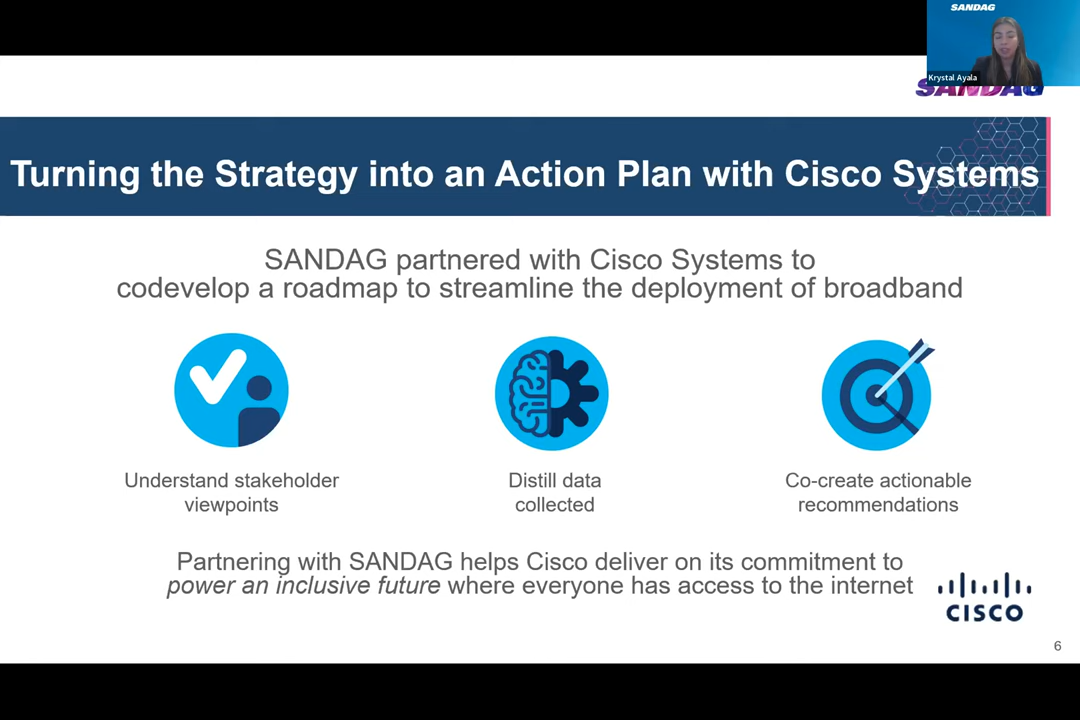 SANDAG
Krystal Ayala
SANDAG
Turning the Strategy into an Action Plan with Cisco Systems
SANDAG partnered with Cisco Systems to
codevelop a roadmap to streamline the deployment of broadband
Understand stakeholder
viewpoints
Distill data
collected
Co-create actionable
recommendations
Partnering with SANDAG helps Cisco deliver on its commitment to
power an inclusive future where everyone has access to the internet
CISCO
6